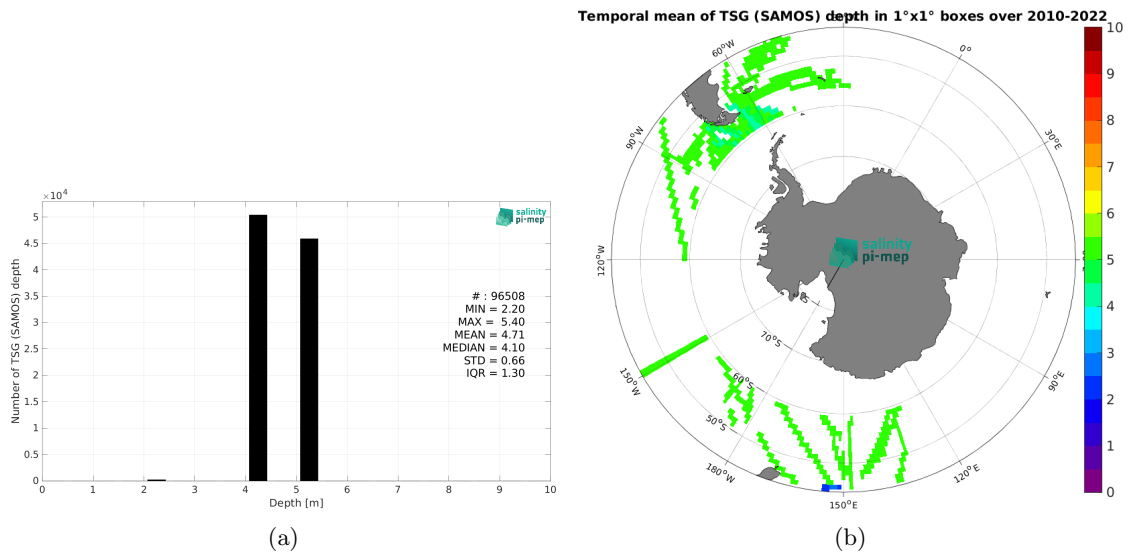 Temporal mean of TSG (SAMOS) depth in 1°x1° boxes over 2010-2022
×10⁴
5
4.5
4
3.5
3
2.5
2
1.5
1
0.5
0
Number of TSG (SAMOS) depth
0 1 2 3 4 5 6 7 8 9 10
Depth [m]
salinity
pi-mep
# : 96508
MIN = 2.20
MAX = 5.40
MEAN = 4.71
MEDIAN = 4.10
STD = 0.66
IQR = 1.30
(a)
60°W
0°
30°E
90°W
120°W
salinity
pi-mep
70°S
60°S
50°S
150°W
180°W
150°E
120°E
90°E
10
9
8
7
6
5
4
3
2
1
0
(b)